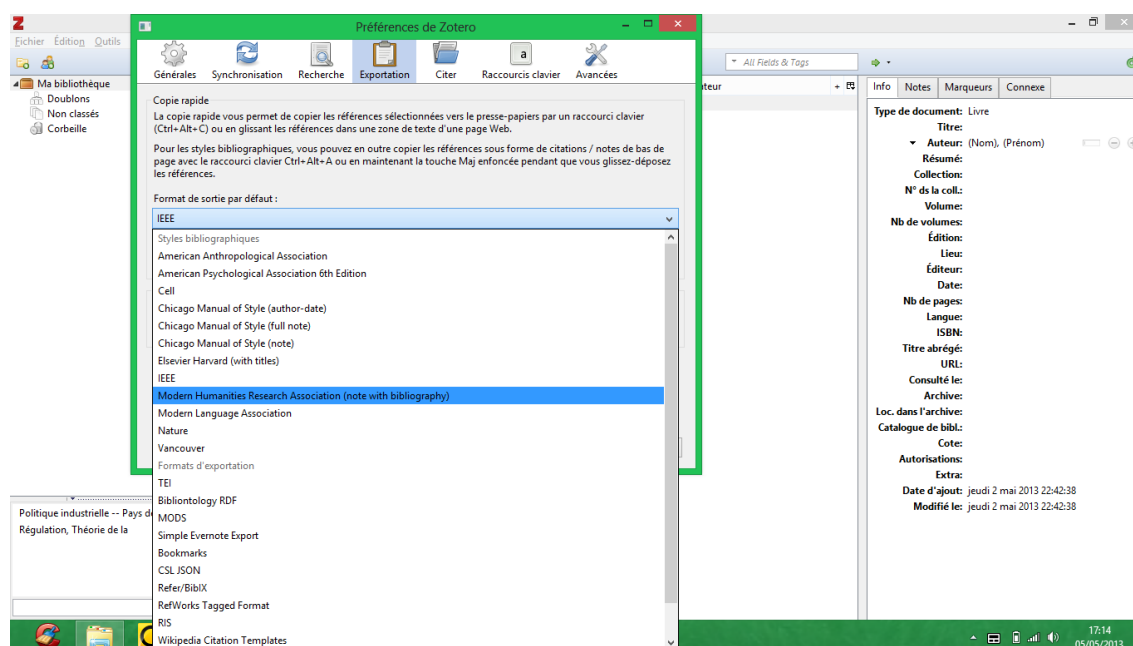 Z
Préférences de Zotero
Fichier Édition Outils
Générales Synchronisation Recherche Exportation Citer Raccourcis clavier Avancées
a
All Fields & Tags
Ma bibliothèque
Doublons
Non classés
Corbeille
Copie rapide
La copie rapide vous permet de copier les références sélectionnées vers le presse-papiers par un raccourci clavier
(Ctrl+Alt+C) ou en glissant les références dans une zone de texte d'une page Web.
Pour les styles bibliographiques, vous pouvez en outre copier les références sous forme de citations / notes de bas de
page avec le raccourci clavier Ctrl+Alt+A ou en maintenant la touche Maj enfoncée pendant que vous glissez-déposez
les références.
Format de sortie par défaut :
IEEE
Styles bibliographiques
American Anthropological Association
American Psychological Association 6th Edition
Cell
Chicago Manual of Style (author-date)
Chicago Manual of Style (full note)
Chicago Manual of Style (note)
Elsevier Harvard (with titles)
IEEE
Modern Humanities Research Association (note with bibliography)
Modern Language Association
Nature
Vancouver
Formats d'exportation
TEI
Bibliontology RDF
MODS
Simple Evernote Export
Bookmarks
CSL JSON
Refer/BibIX
RefWorks Tagged Format
RIS
Wikipedia Citation Templates
Politique industrielle -- Pays
Régulation, Théorie de la
Info Notes Marqueurs Connexe
Type de document: Livre
Titre:
Auteur: (Nom), (Prénom)
Résumé:
Collection:
N° ds la coll.:
Volume:
Nb de volumes:
Édition:
Lieu:
Éditeur:
Date:
Nb de pages:
Langue:
ISBN:
Titre abrégé:
URL:
Consulté le:
Archive:
Loc. dans l'archive:
Catalogue de bibl.:
Cote:
Autorisations:
Extra:
Date d'ajout: jeudi 2 mai 2013 22:42:38
Modifié le: jeudi 2 mai 2013 22:42:38
17:14
05/05/2013